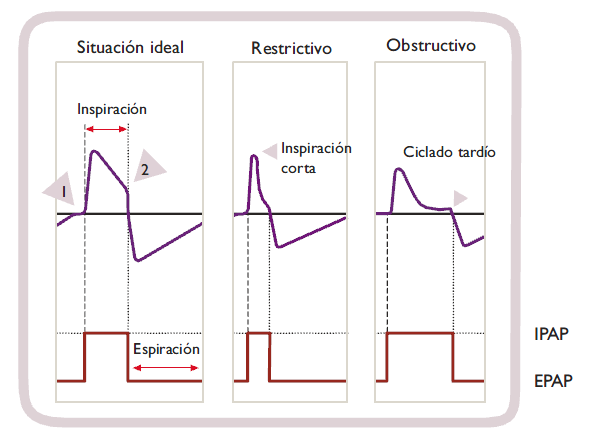 Situación ideal
Restrictivo
Obstructivo
Inspiración
1
2
Inspiración
corta
Ciclado tardío
Espiración
IPAP
EPAP